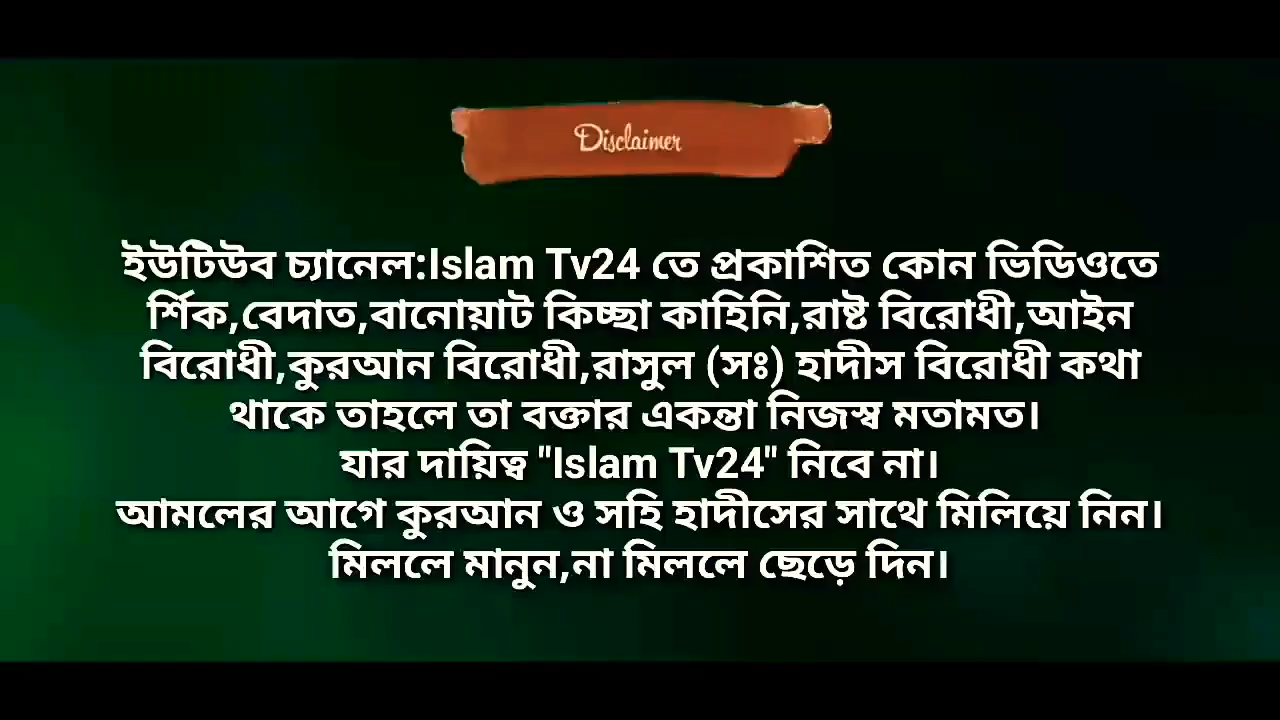 Disclaimer
ইউটিউব চ্যানেল:Islam Tv24 তে প্রকাশিত কোন ভিডিওতে
র্শিক,বেদাত,বানোয়াট কিচ্ছা কাহিনি,রাষ্ট বিরোধী,আইন
বিরোধী,কুরআন বিরোধী,রাসুল (সঃ) হাদীস বিরোধী কথা
থাকে তাহলে তা বক্তার একন্তা নিজস্ব মতামত।
যার দায়িত্ব "Islam Tv24" নিবে না।
আমলের আগে কুরআন ও সহি হাদীসের সাথে মিলিয়ে নিন।
মিললে মানুন,না মিললে ছেড়ে দিন।